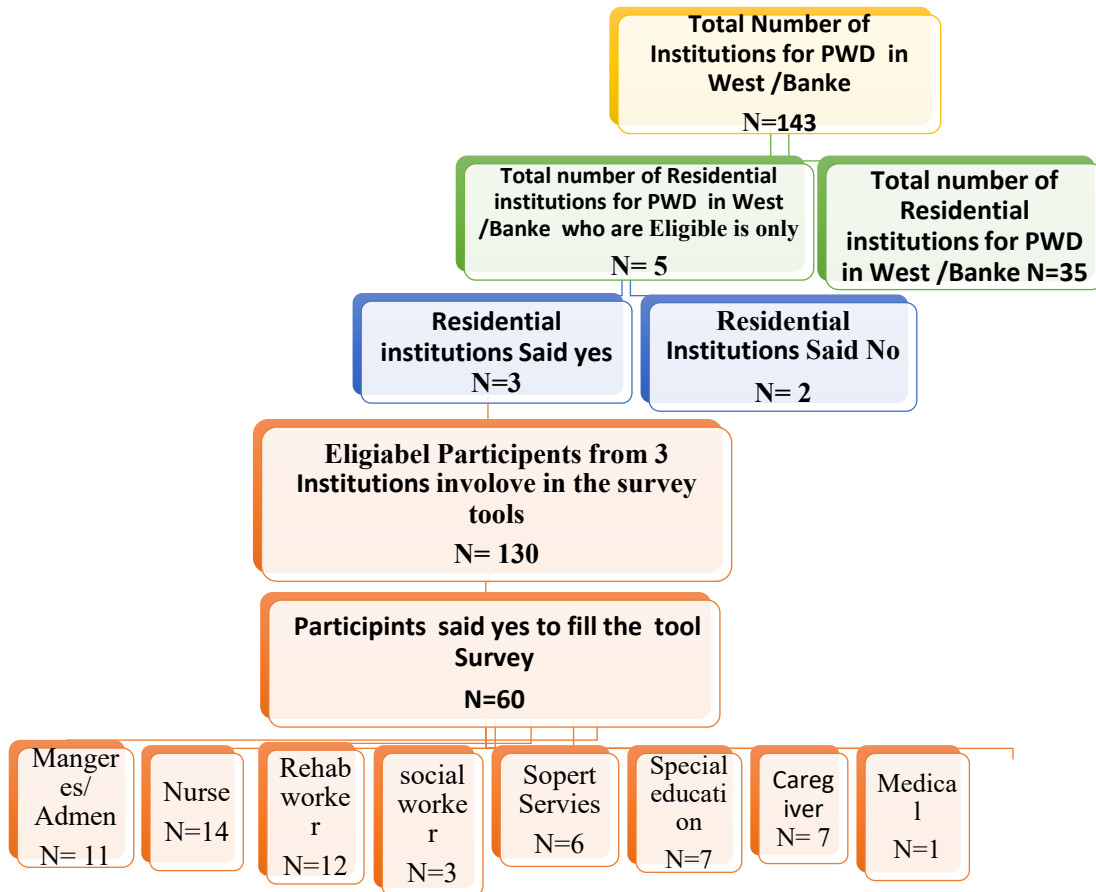 Total Number of
Institutions for PWD in
West /Banke
N=143
Total number of Residential
institutions for PWD in West
/Banke who are Eligible is only
N= 5
Total number of
Residential
institutions for PWD
in West /Banke N=35
Residential
institutions Said yes
N=3
Residential
Institutions Said No
N= 2
Eligiabel Participents from 3
Institutions involove in the survey
tools
N= 130
Participints said yes to fill the tool
Survey
N=60
Manger
es/
Admen
N= 11
Nurse
N=14
Rehab
worke
r
N=12
social
worke
r
N=3
Sopert
Servies
N=6
Special
educati
on
N=7
Careg
iver
N= 7
Medica
l
N=1